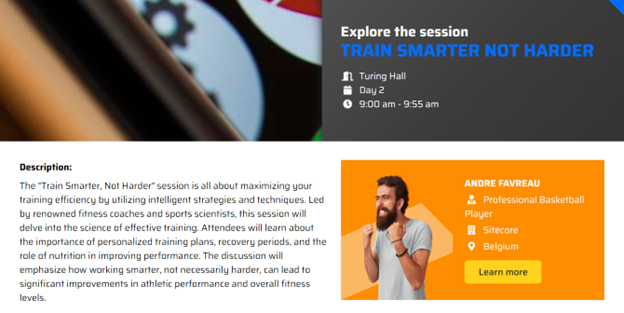 Explore the session
TRAIN SMARTER NOT HARDER
Turing Hall
Day 2
9:00 am - 9:55 am
Description:
The "Train Smarter, Not Harder" session is all about maximizing your
training efficiency by utilizing intelligent strategies and techniques. Led
by renowned fitness coaches and sports scientists, this session will
delve into the science of effective training. Attendees will learn about
the importance of personalized training plans, recovery periods, and the
role of nutrition in improving performance. The discussion will
emphasize how working smarter, not necessarily harder, can lead to
significant improvements in athletic performance and overall fitness
levels.
ANDRE FAVREAU
Professional Basketball
Player
Sitecore
Belgium
Learn more